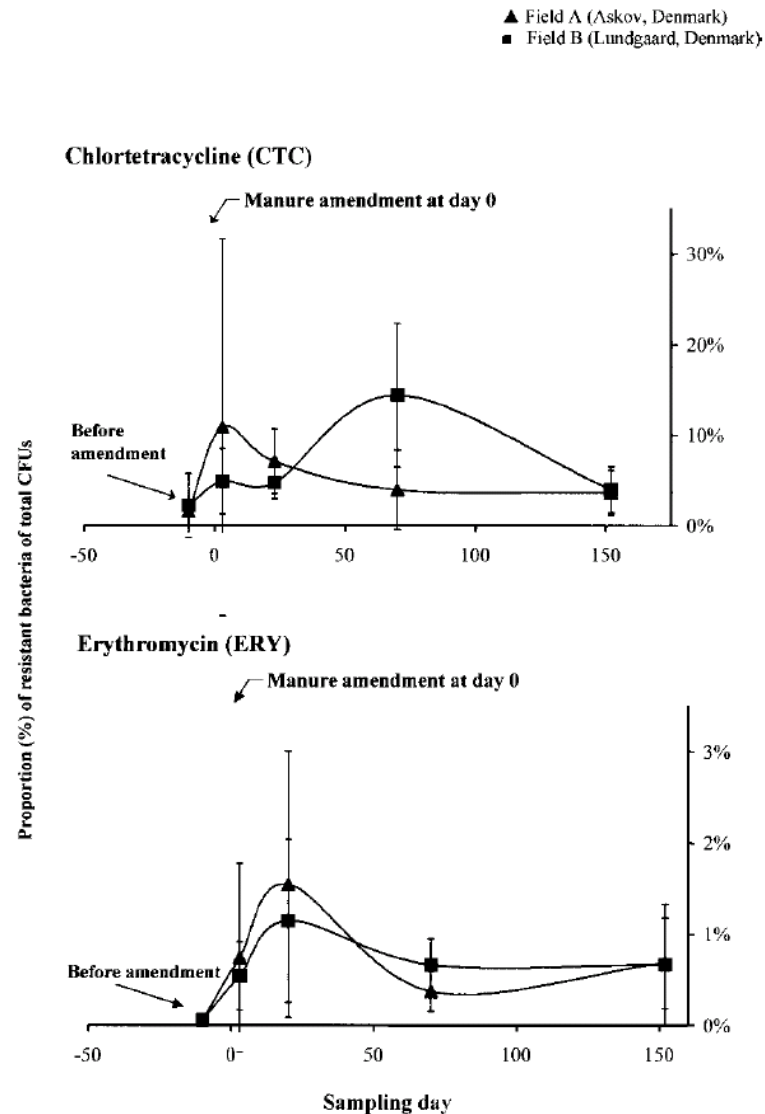 ▲ Field A (Askov, Denmark)
■ Field B (Lundgaard, Denmark)
Chlortetracycline (CTC)
Manure amendment at day 0
30%
20%
Before
amendment
10%
0%
-50 0 50 100 150
Erythromycin (ERY)
Manure amendment at day 0
3%
2%
1%
Before amendment
0%
-50 0 50 100 150
Sampling day
Proportion (%) of resistant bacteria of total CFUs